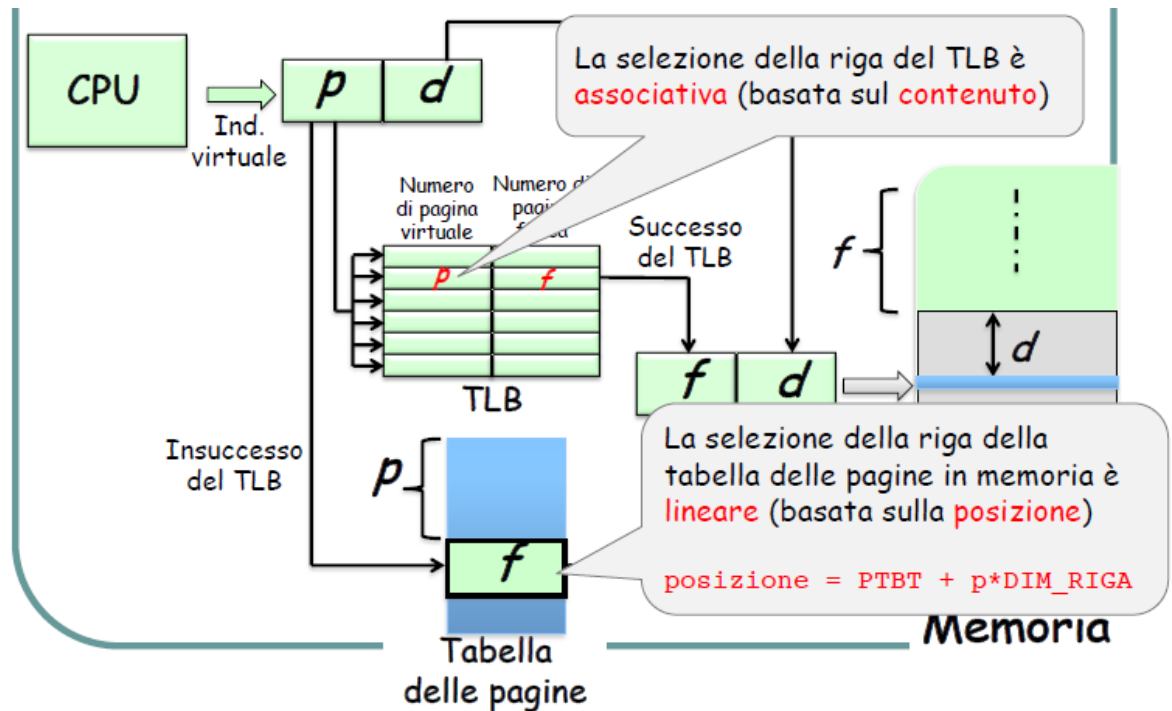 CPU
Ind.
virtuale
p d
La selezione della riga del TLB è
associativa (basata sul contenuto)
Numero
di pagina
virtuale
Numero di
p f
TLB
Successo
del TLB
f
d
f d
Insuccesso
del TLB
p
f
Tabella
delle pagine
La selezione della riga della
tabella delle pagine in memoria è
lineare (basata sulla posizione)
posizione = PTBT + p*DIM_RIGA
Memoria